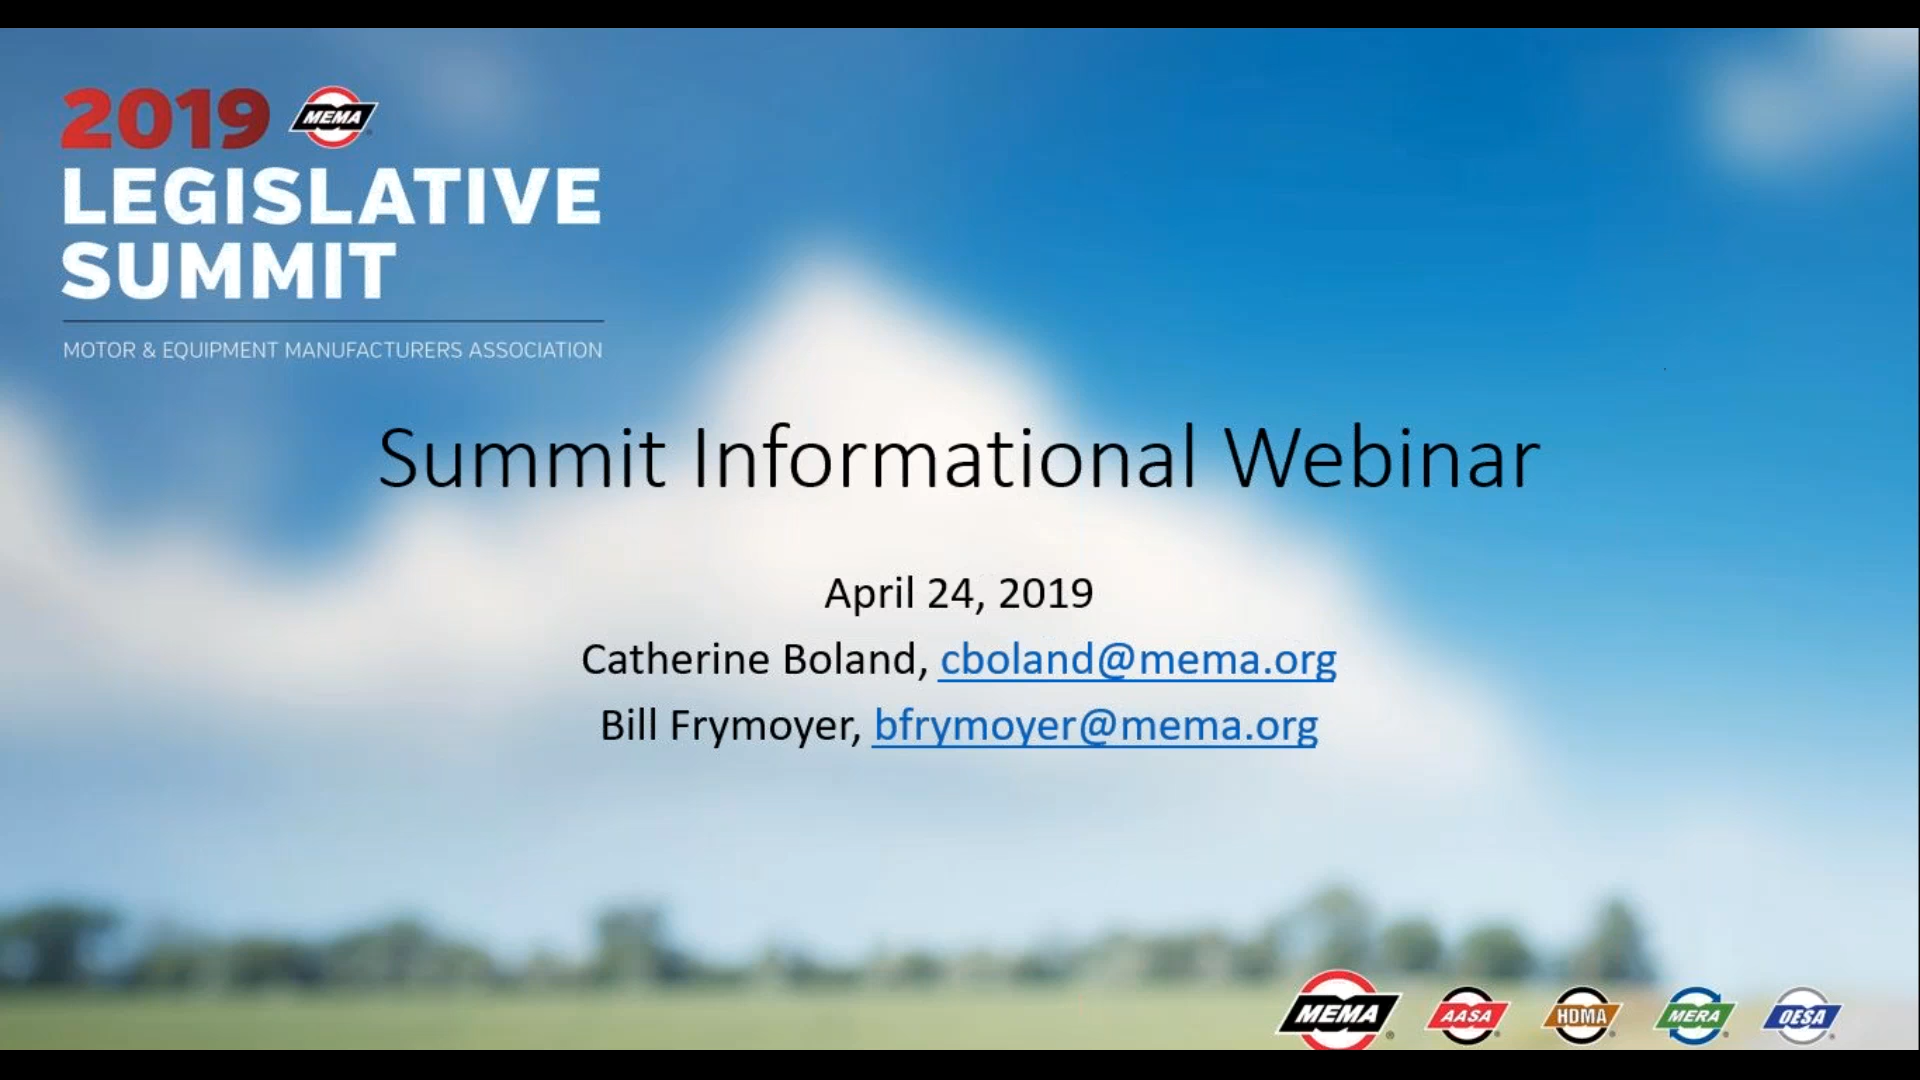 2019 MEMA
LEGISLATIVE
SUMMIT
MOTOR & EQUIPMENT MANUFACTURERS ASSOCIATION
Summit Informational Webinar
April 24, 2019
Catherine Boland, cboland@mema.org
Bill Frymoyer, bfrymoyer@mema.org
MEMA® AASA HDMA MERA OESA